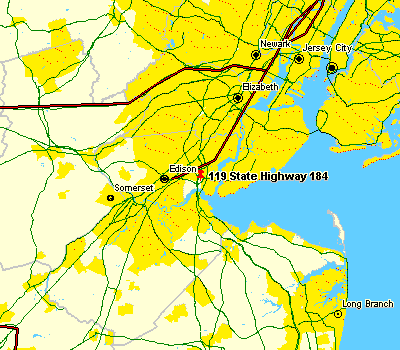 Newark
Jersey City
Elizabeth
Edison
119 State Highway 184
Somerset
Long Branch